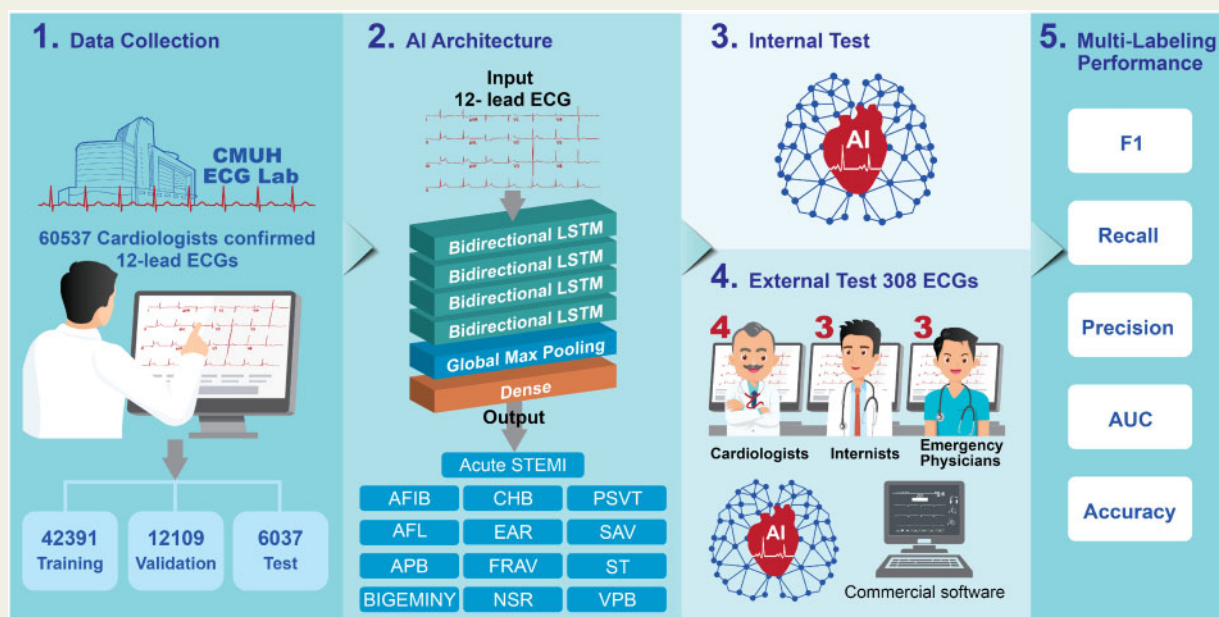 1. Data Collection
CMUH
ECG Lab
60537 Cardiologists confirmed
12-lead ECGs
42391
Training
12109
Validation
6037
Test
2. AI Architecture
Input
12- lead ECG
Bidirectional LSTM
Bidirectional LSTM
Bidirectional LSTM
Bidirectional LSTM
Global Max Pooling
Dense
Output
Acute STEMI
AFIB
CHB
PSVT
AFL
EAR
SAV
APB
FRAV
ST
BIGEMINY
NSR
VPB
3. Internal Test
AI
4. External Test 308 ECGs
4
3
3
Cardiologists
Internists
Emergency
Physicians
AI
Commercial software
5. Multi-Labeling
Performance
F1
Recall
Precision
AUC
Accuracy